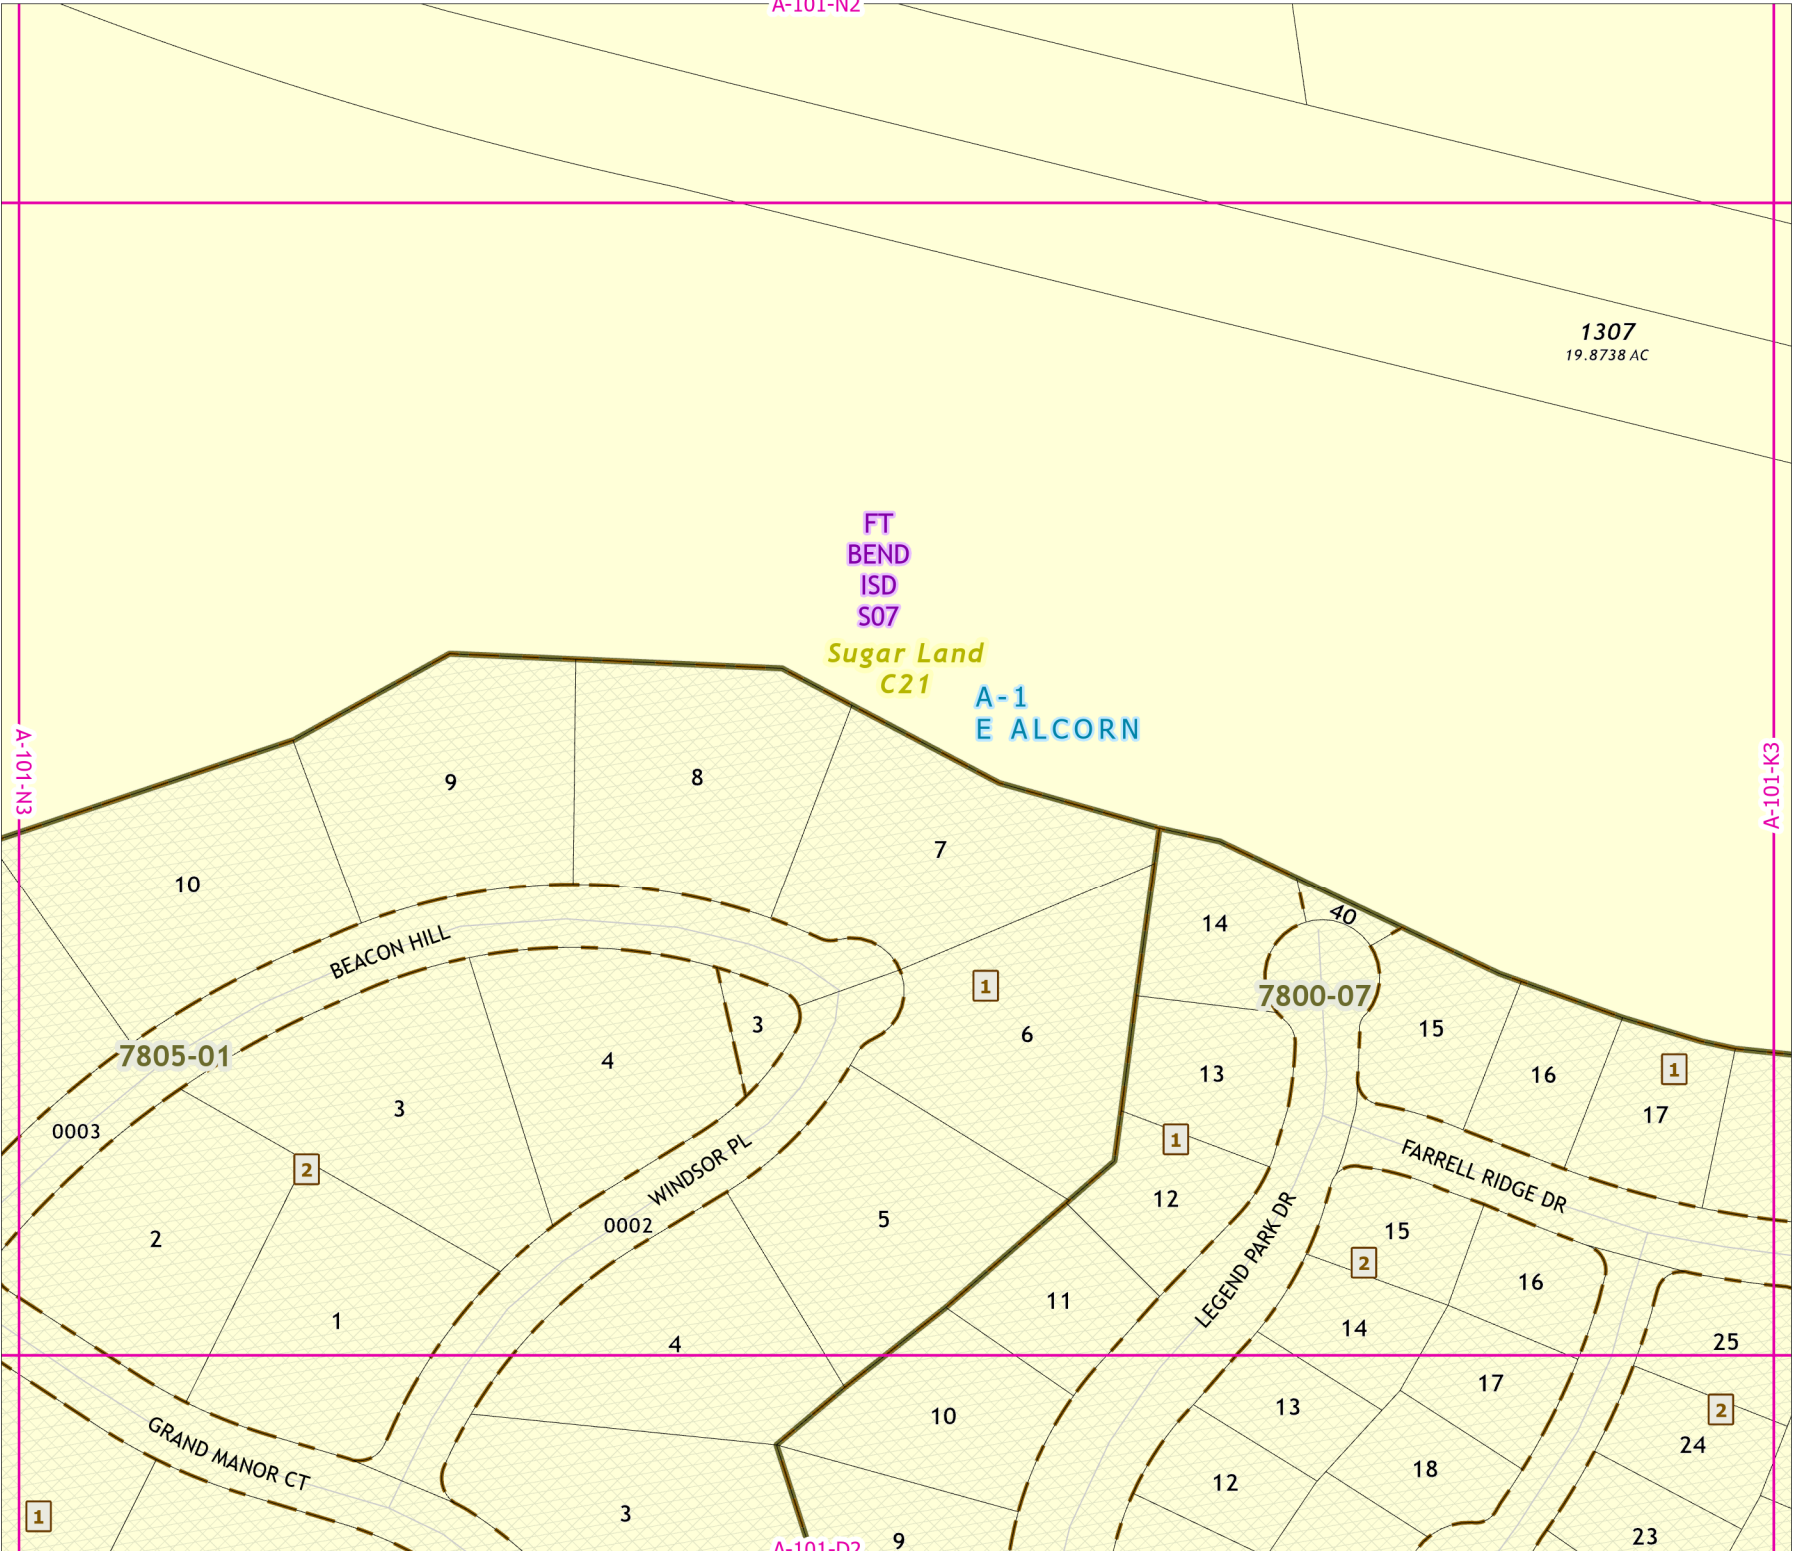 A-101-N2
1307
19.8738 AC
FT
BEND
ISD
S07
Sugar Land
C21
A-1
E ALCORN
A-101-N3
A-101-K3
9
8
7
10
14
40
BEACON HILL
1
7800-07
3
6
15
7805-01
4
13
16
1
17
3
0003
1
2
WINDSOR PL
FARRELL RIDGE DR
12
0002
5
LEGEND PARK DR
2
15
2
16
11
1
14
4
25
17
13
10
2
24
GRAND MANOR CT
18
12
1
3
9
23
A-101-D2